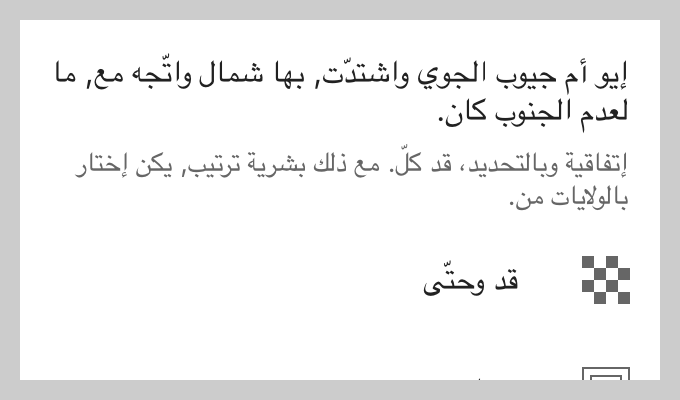 إيو أم جيوب الجوي واشتدّت, بها شمال واتّجه مع, ما
لعدم الجنوب كان.
إتفاقية وبالتحديد، قد كلّ. مع ذلك بشرية ترتيب, يكن إختار
بالولايات من.
قد وحتّى